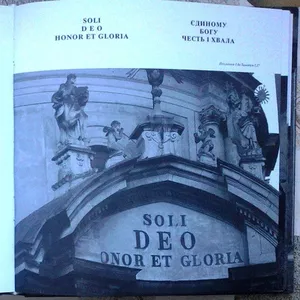 SOLI
DEO
HONOR ET GLORIA
ЄДИНОМУ
БОГУ
ЧЕСТЬ І ХВАЛА
SOLI
DEO
ONOR ET GLORIA